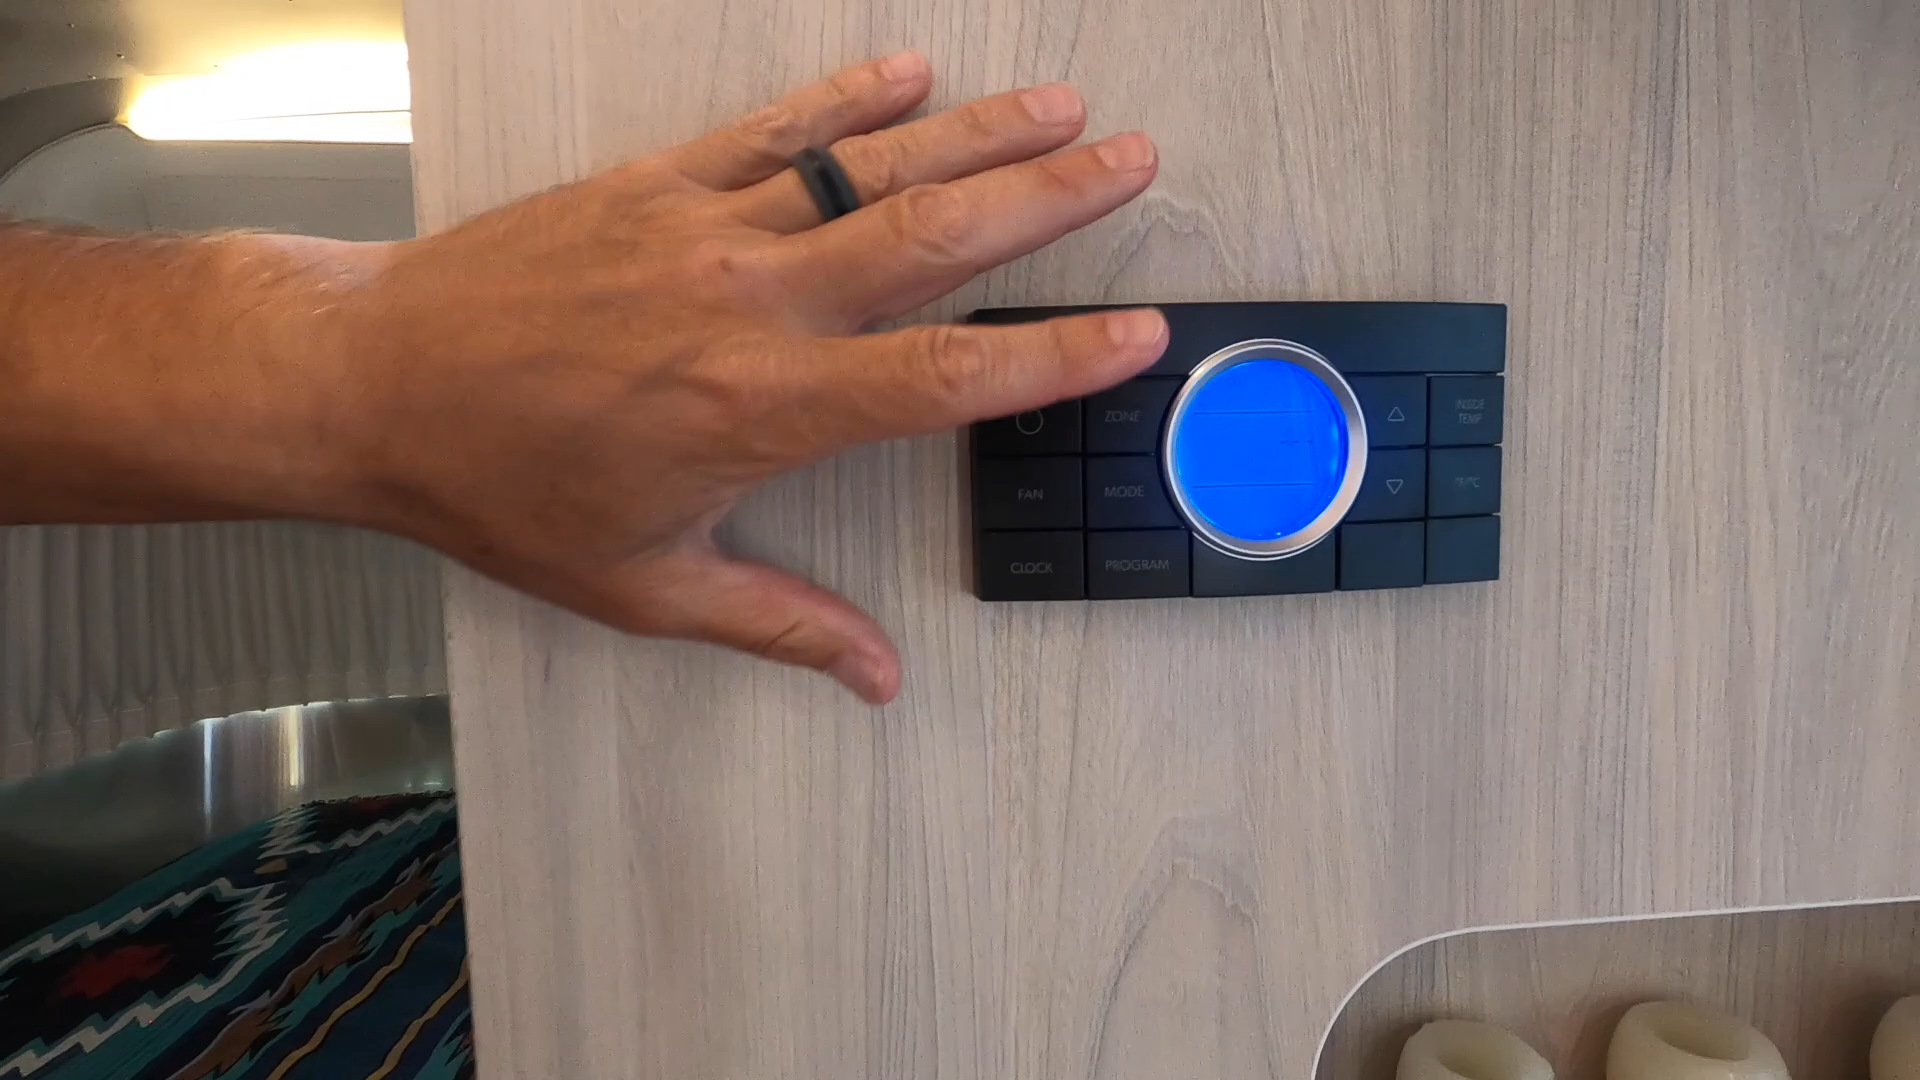 ZONE
INSIDE
TEMP
FAN
MODE
°F/°C
CLOCK
PROGRAM